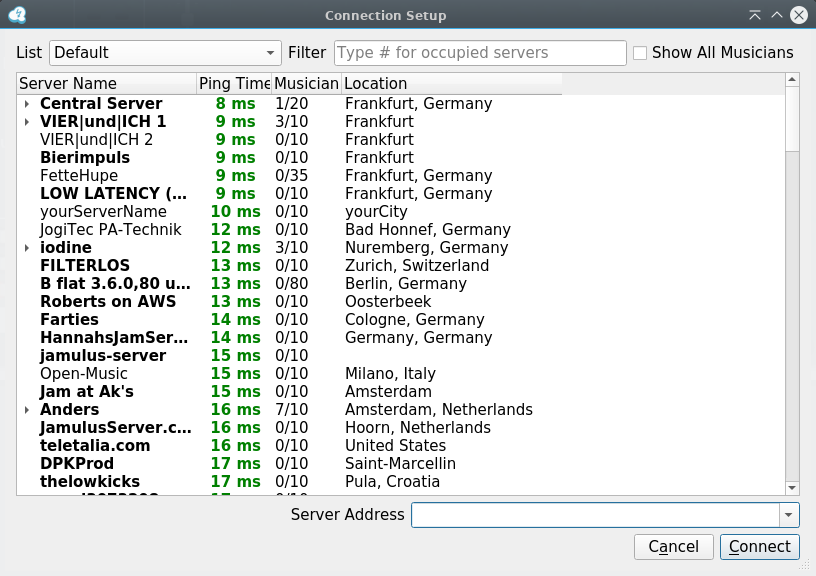 Connection Setup
List Default Filter Type # for occupied servers Show All Musicians
Server Name Ping Time Musician Location
Central Server 8 ms 1/20 Frankfurt, Germany
VIER|und|ICH 1 9 ms 3/10 Frankfurt
VIER|und|ICH 2 9 ms 0/10 Frankfurt
Bierimpuls 9 ms 0/10 Frankfurt
FetteHupe 9 ms 0/35 Frankfurt, Germany
LOW LATENCY (... 9 ms 0/10 Frankfurt, Germany
yourServerName 10 ms 0/10 yourCity
JogiTec PA-Technik 12 ms 0/10 Bad Honnef, Germany
iodine 12 ms 3/10 Nuremberg, Germany
FILTERLOS 13 ms 0/10 Zurich, Switzerland
B flat 3.6.0,80 u... 13 ms 0/80 Berlin, Germany
Roberts on AWS 13 ms 0/10 Oosterbeek
Farties 14 ms 0/10 Cologne, Germany
HannahsJamSer... 14 ms 0/10 Germany, Germany
jamulus-server 15 ms 0/10
Open-Music 15 ms 0/10 Milano, Italy
Jam at Ak's 15 ms 0/10 Amsterdam
Anders 16 ms 7/10 Amsterdam, Netherlands
JamulusServer.c... 16 ms 0/10 Hoorn, Netherlands
teletalia.com 16 ms 0/10 United States
DPKProd 17 ms 0/10 Saint-Marcellin
thelowkicks 17 ms 0/10 Pula, Croatia
Server Address
Cancel Connect